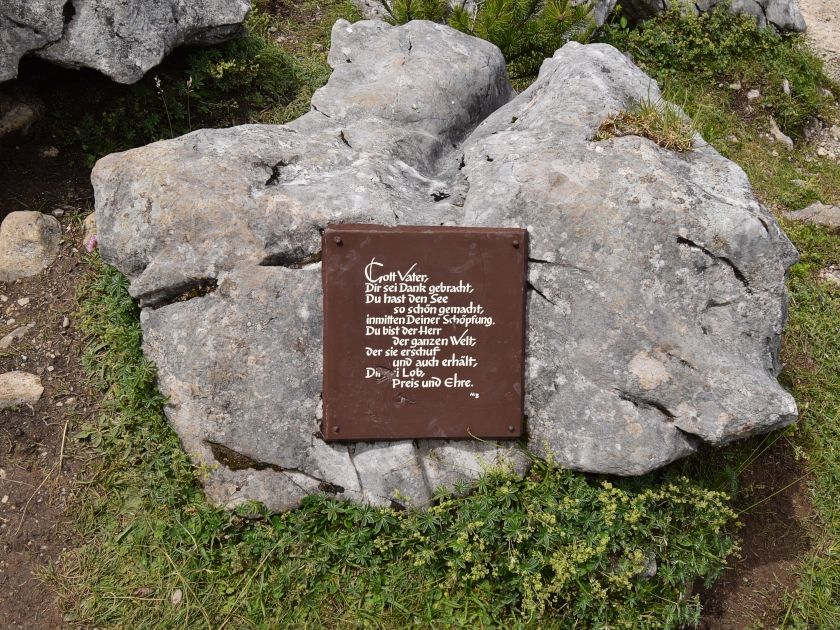 Gott Vater,
Dir sei Dank gebracht,
Du hast den See
so schön gemacht,
inmitten Deiner Schöpfung.
Du bist der Herr
der ganzen Welt,
der sie erschuf
und auch erhält,
Lob,
Preis und Ehre.